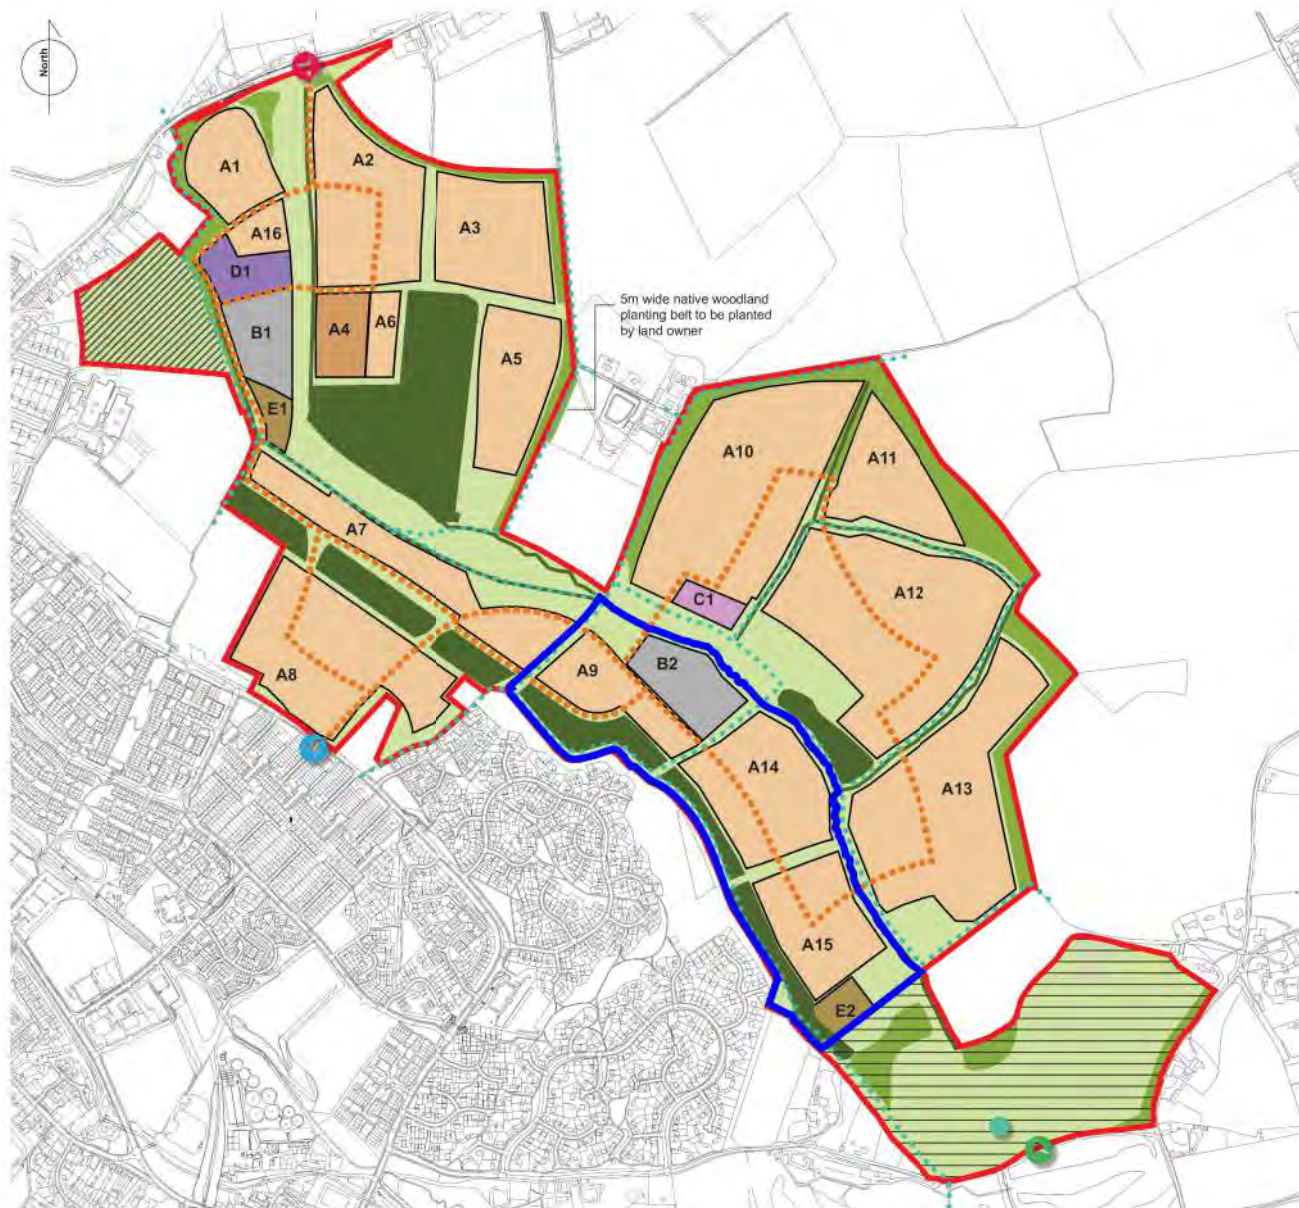 North
A1
A2
A3
A16
D1
B1
A4
A6
A5
E1
5m wide native woodland
planting belt to be planted
by land owner
A7
A8
A10
A11
A12
C1
B2
A9
A14
A13
A15
E2